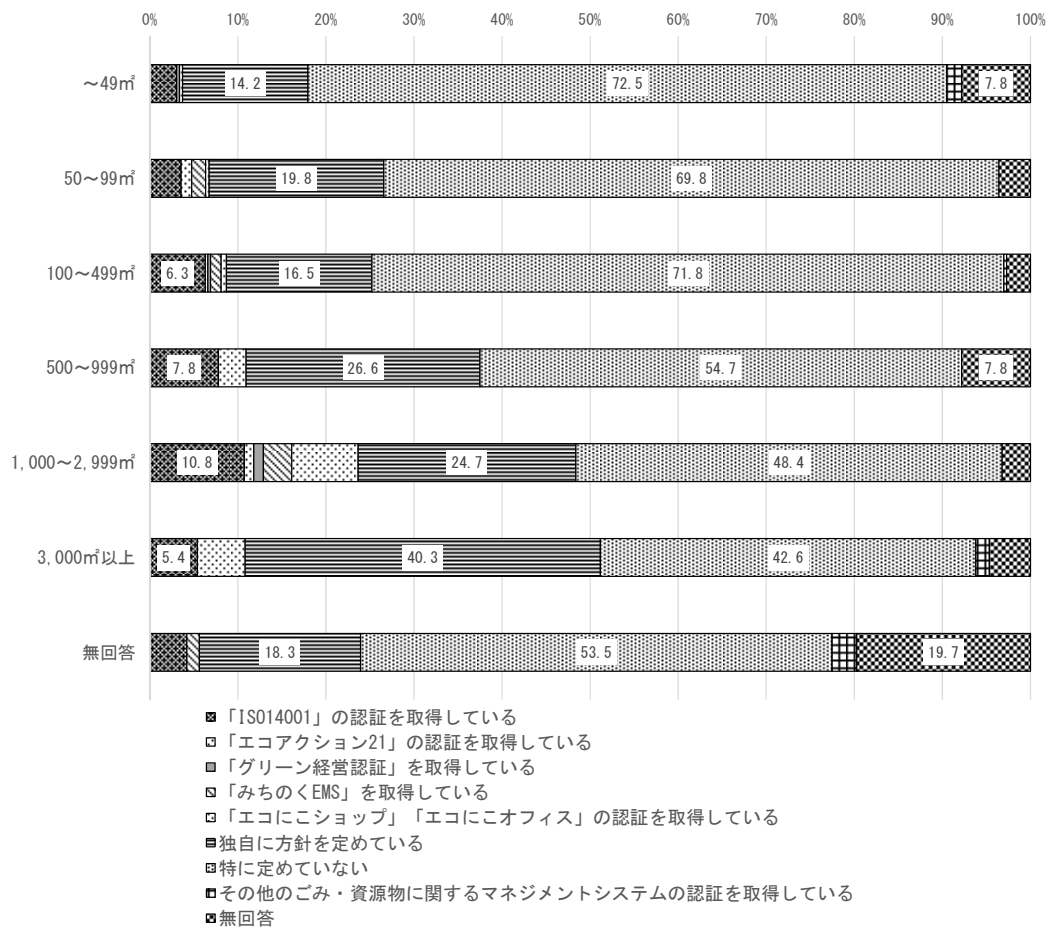 0% 10% 20% 30% 40% 50% 60% 70% 80% 90% 100%
～49㎡ 14.2 72.5 7.8
50～99㎡ 19.8 69.8
100～499㎡ 6.3 16.5 71.8
500～999㎡ 7.8 26.6 54.7 7.8
1,000～2,999㎡ 10.8 24.7 48.4
3,000㎡以上 5.4 40.3 42.6
無回答 18.3 53.5 19.7
「ISO14001」の認証を取得している
「エコアクション21」の認証を取得している
「グリーン経営認証」を取得している
「みちのくEMS」を取得している
「エコにこショップ」「エコにこオフィス」の認証を取得している
独自に方針を定めている
特に定めていない
その他のごみ・資源物に関するマネジメントシステムの認証を取得している
無回答